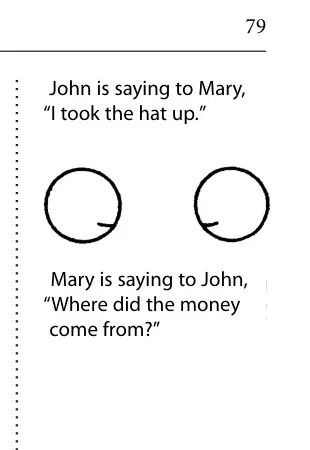 79
John is saying to Mary,
“I took the hat up.”
Mary is saying to John,
“Where did the money
come from?”